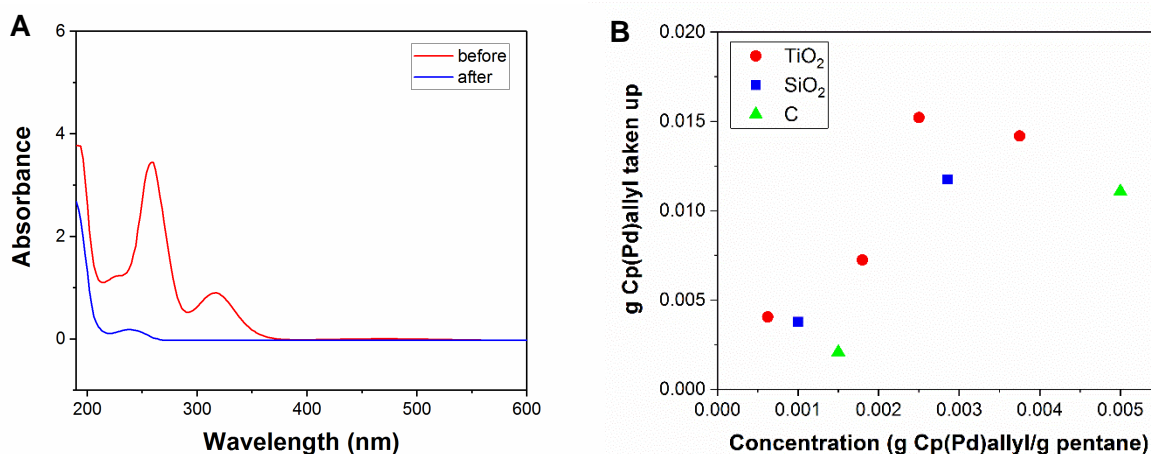 A
6
4
2
0
Absorbance
before
after
200 300 400 500 600
Wavelength (nm)
B
0.020
0.015
0.010
0.005
0.000
g Cp(Pd)allyl taken up
TiO₂
SiO₂
C
0.000 0.001 0.002 0.003 0.004 0.005
Concentration (g Cp(Pd)allyl/g pentane)